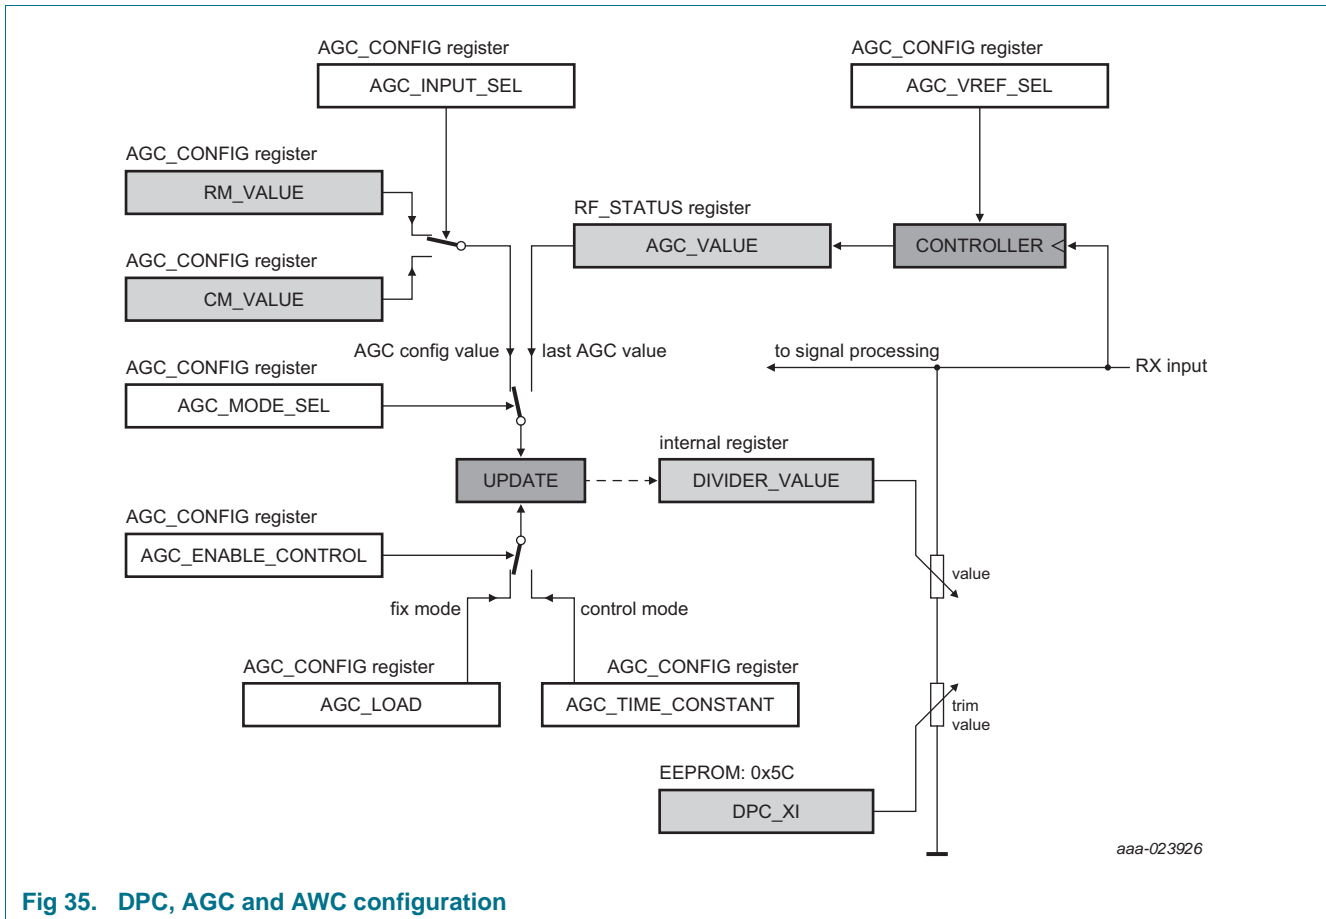 AGC_CONFIG register
AGC_CONFIG register
AGC_INPUT_SEL
AGC_VREF_SEL
AGC_CONFIG register
RM_VALUE
RF_STATUS register
AGC_VALUE
CONTROLLER
AGC_CONFIG register
CM_VALUE
AGC config value
last AGC value
to signal processing
RX input
AGC_CONFIG register
AGC_MODE_SEL
internal register
UPDATE
DIVIDER_VALUE
AGC_CONFIG register
AGC_ENABLE_CONTROL
value
fix mode
control mode
AGC_CONFIG register
AGC_CONFIG register
AGC_LOAD
AGC_TIME_CONSTANT
trim
value
EEPROM: 0x5C
DPC_XI
aaa-023926
Fig 35. DPC, AGC and AWC configuration